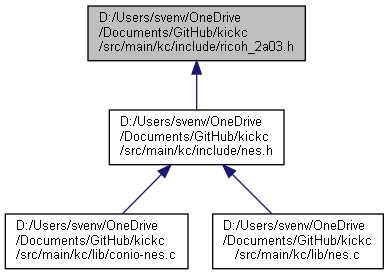 D:/Users/svenv/OneDrive
/Documents/GitHub/kickc
/src/main/kc/include/ricoh_2a03.h
D:/Users/svenv/OneDrive
/Documents/GitHub/kickc
/src/main/kc/include/nes.h
D:/Users/svenv/OneDrive
/Documents/GitHub/kickc
/src/main/kc/lib/conio-nes.c
D:/Users/svenv/OneDrive
/Documents/GitHub/kickc
/src/main/kc/lib/nes.c